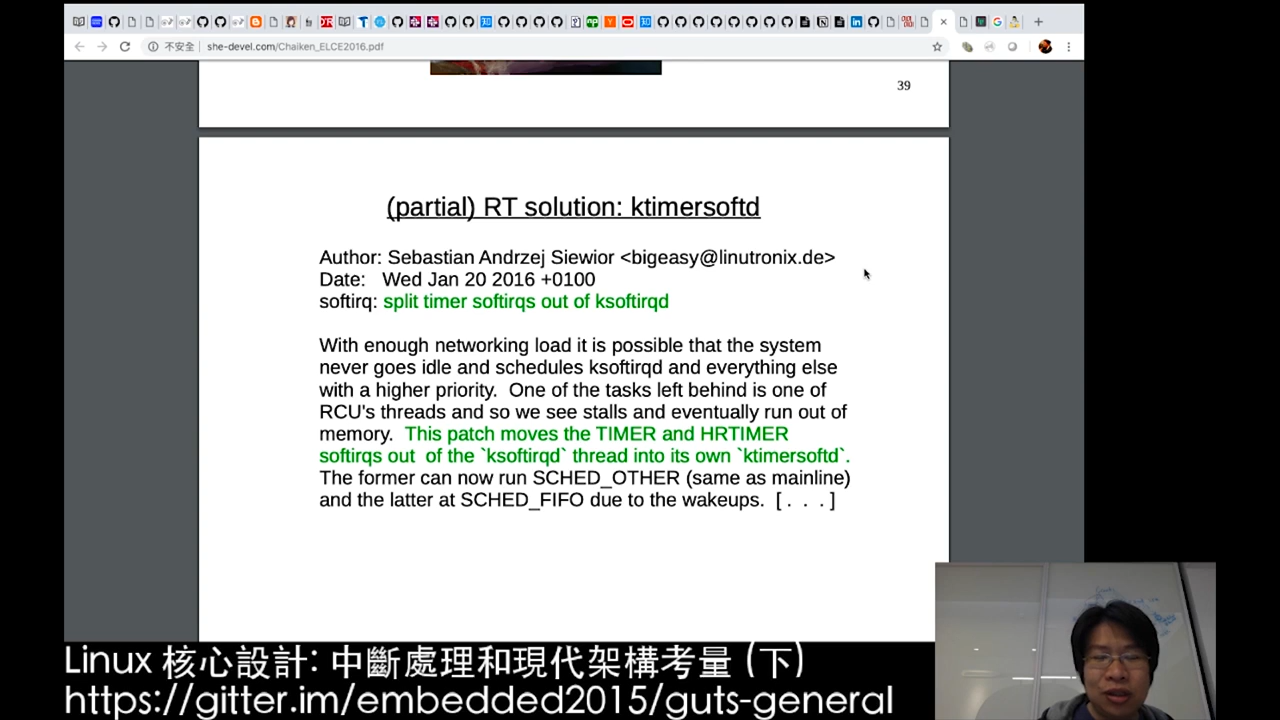 不安全
she-devel.com/Chaiken_ELCE2016.pdf
39
(partial) RT solution: ktimersoftd
Author: Sebastian Andrzej Siewior <bigeasy@linutronix.de>
Date: Wed Jan 20 2016 +0100
softirq: split timer softirqs out of ksoftirqd
With enough networking load it is possible that the system
never goes idle and schedules ksoftirqd and everything else
with a higher priority. One of the tasks left behind is one of
RCU's threads and so we see stalls and eventually run out of
memory. This patch moves the TIMER and HRTIMER
softirqs out of the `ksoftirqd` thread into its own `ktimersoftd`.
The former can now run SCHED_OTHER (same as mainline)
and the latter at SCHED_FIFO due to the wakeups. [ . . . ]
Linux 核心設計: 中斷處理和現代架構考量 (下)
https://gitter.im/embedded2015/guts-general